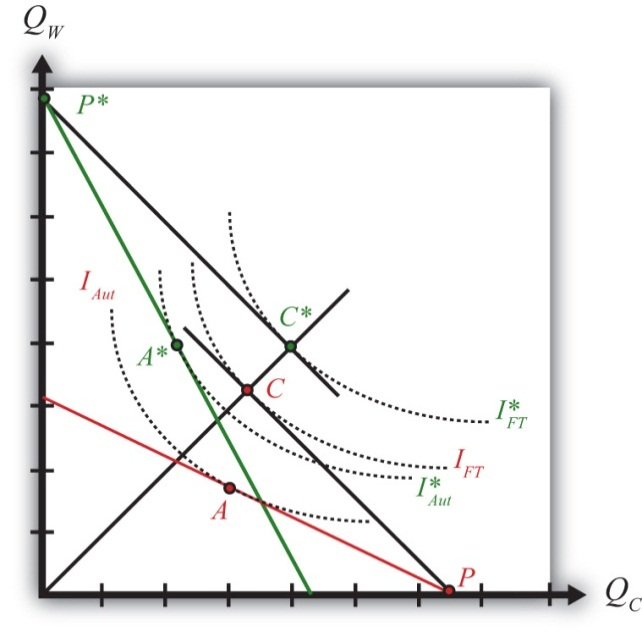 Q_W
P*
I_Aut
C*
A*
C
I*_FT
I_FT
I*_Aut
A
P
Q_C